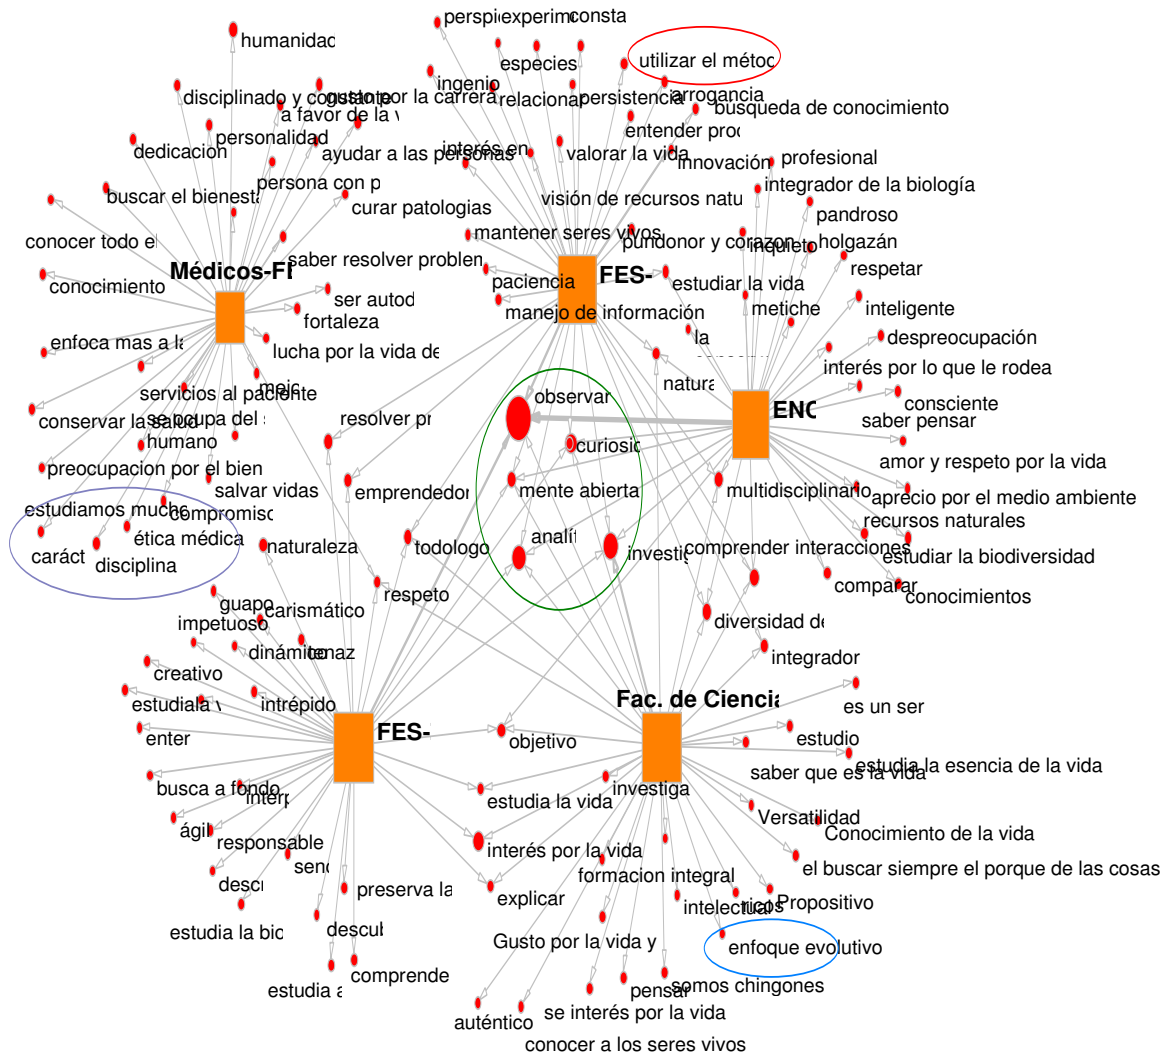 humanidad
disciplinado y constante
gusto por la carrera
a favor de la v
personalidad
dedicación
ayudar a las personas
persona con p
buscar el bienesta
curar patologias
conocer todo el
saber resolver problen
Médicos-F
conocimiento
ser autod
fortaleza
enfoca mas a la
lucha por la vida de
servicios al paciente
mejo
conservar la salud
se ocupa del s
humano
preocupacion por el bien
salvar vidas
estudiamos mucho
compromiso
ética médica
caráct
disciplina
perspi
experim
consta
especies
utilizar el métoc
ingenio
relacionar
persistencia
arrogancia
busqueda de conocimiento
entender proc
interés en
valorar la vida
innovación
profesional
integrador de la biología
visión de recursos natu
pandroso
mantener seres vivos
pundonor y corazon
inquieto
holgazán
FES-
respetar
paciencia
estudiar la vida
manejo de información
metiche
inteligente
la
despreocupación
interés por lo que le rodea
natura
consciente
ENC
saber pensar
amor y respeto por la vida
observar
curiosid
resolver pr
mente abierta
multidisciplinario
aprecio por el medio ambiente
emprendedor
recursos naturales
analít
investig
comprender interacciones
estudiar la biodiversidad
todologo
naturaleza
respeto
comparar
conocimientos
guapo
carismático
impetuoso
diversidad de
dinámico
tenaz
integrador
creativo
estudiala v
intrépido
Fac. de Ciencia
es un ser
enter
FES-
objetivo
estudio
saber que es la vida
estudia la esencia de la vida
busca a fondo
interp
estudia la vida
investiga
Versatilidad
Conocimiento de la vida
ágil
responsable
interés por la vida
sen
el buscar siempre el porque de las cosas
formacion integral
descr
preserva la
explicar
intelectual
ricos
Propositivo
estudia la bio
descub
Gusto por la vida y
enfoque evolutivo
estudia a
comprende
pensar
somos chingones
auténtico
se interés por la vida
conocer a los seres vivos